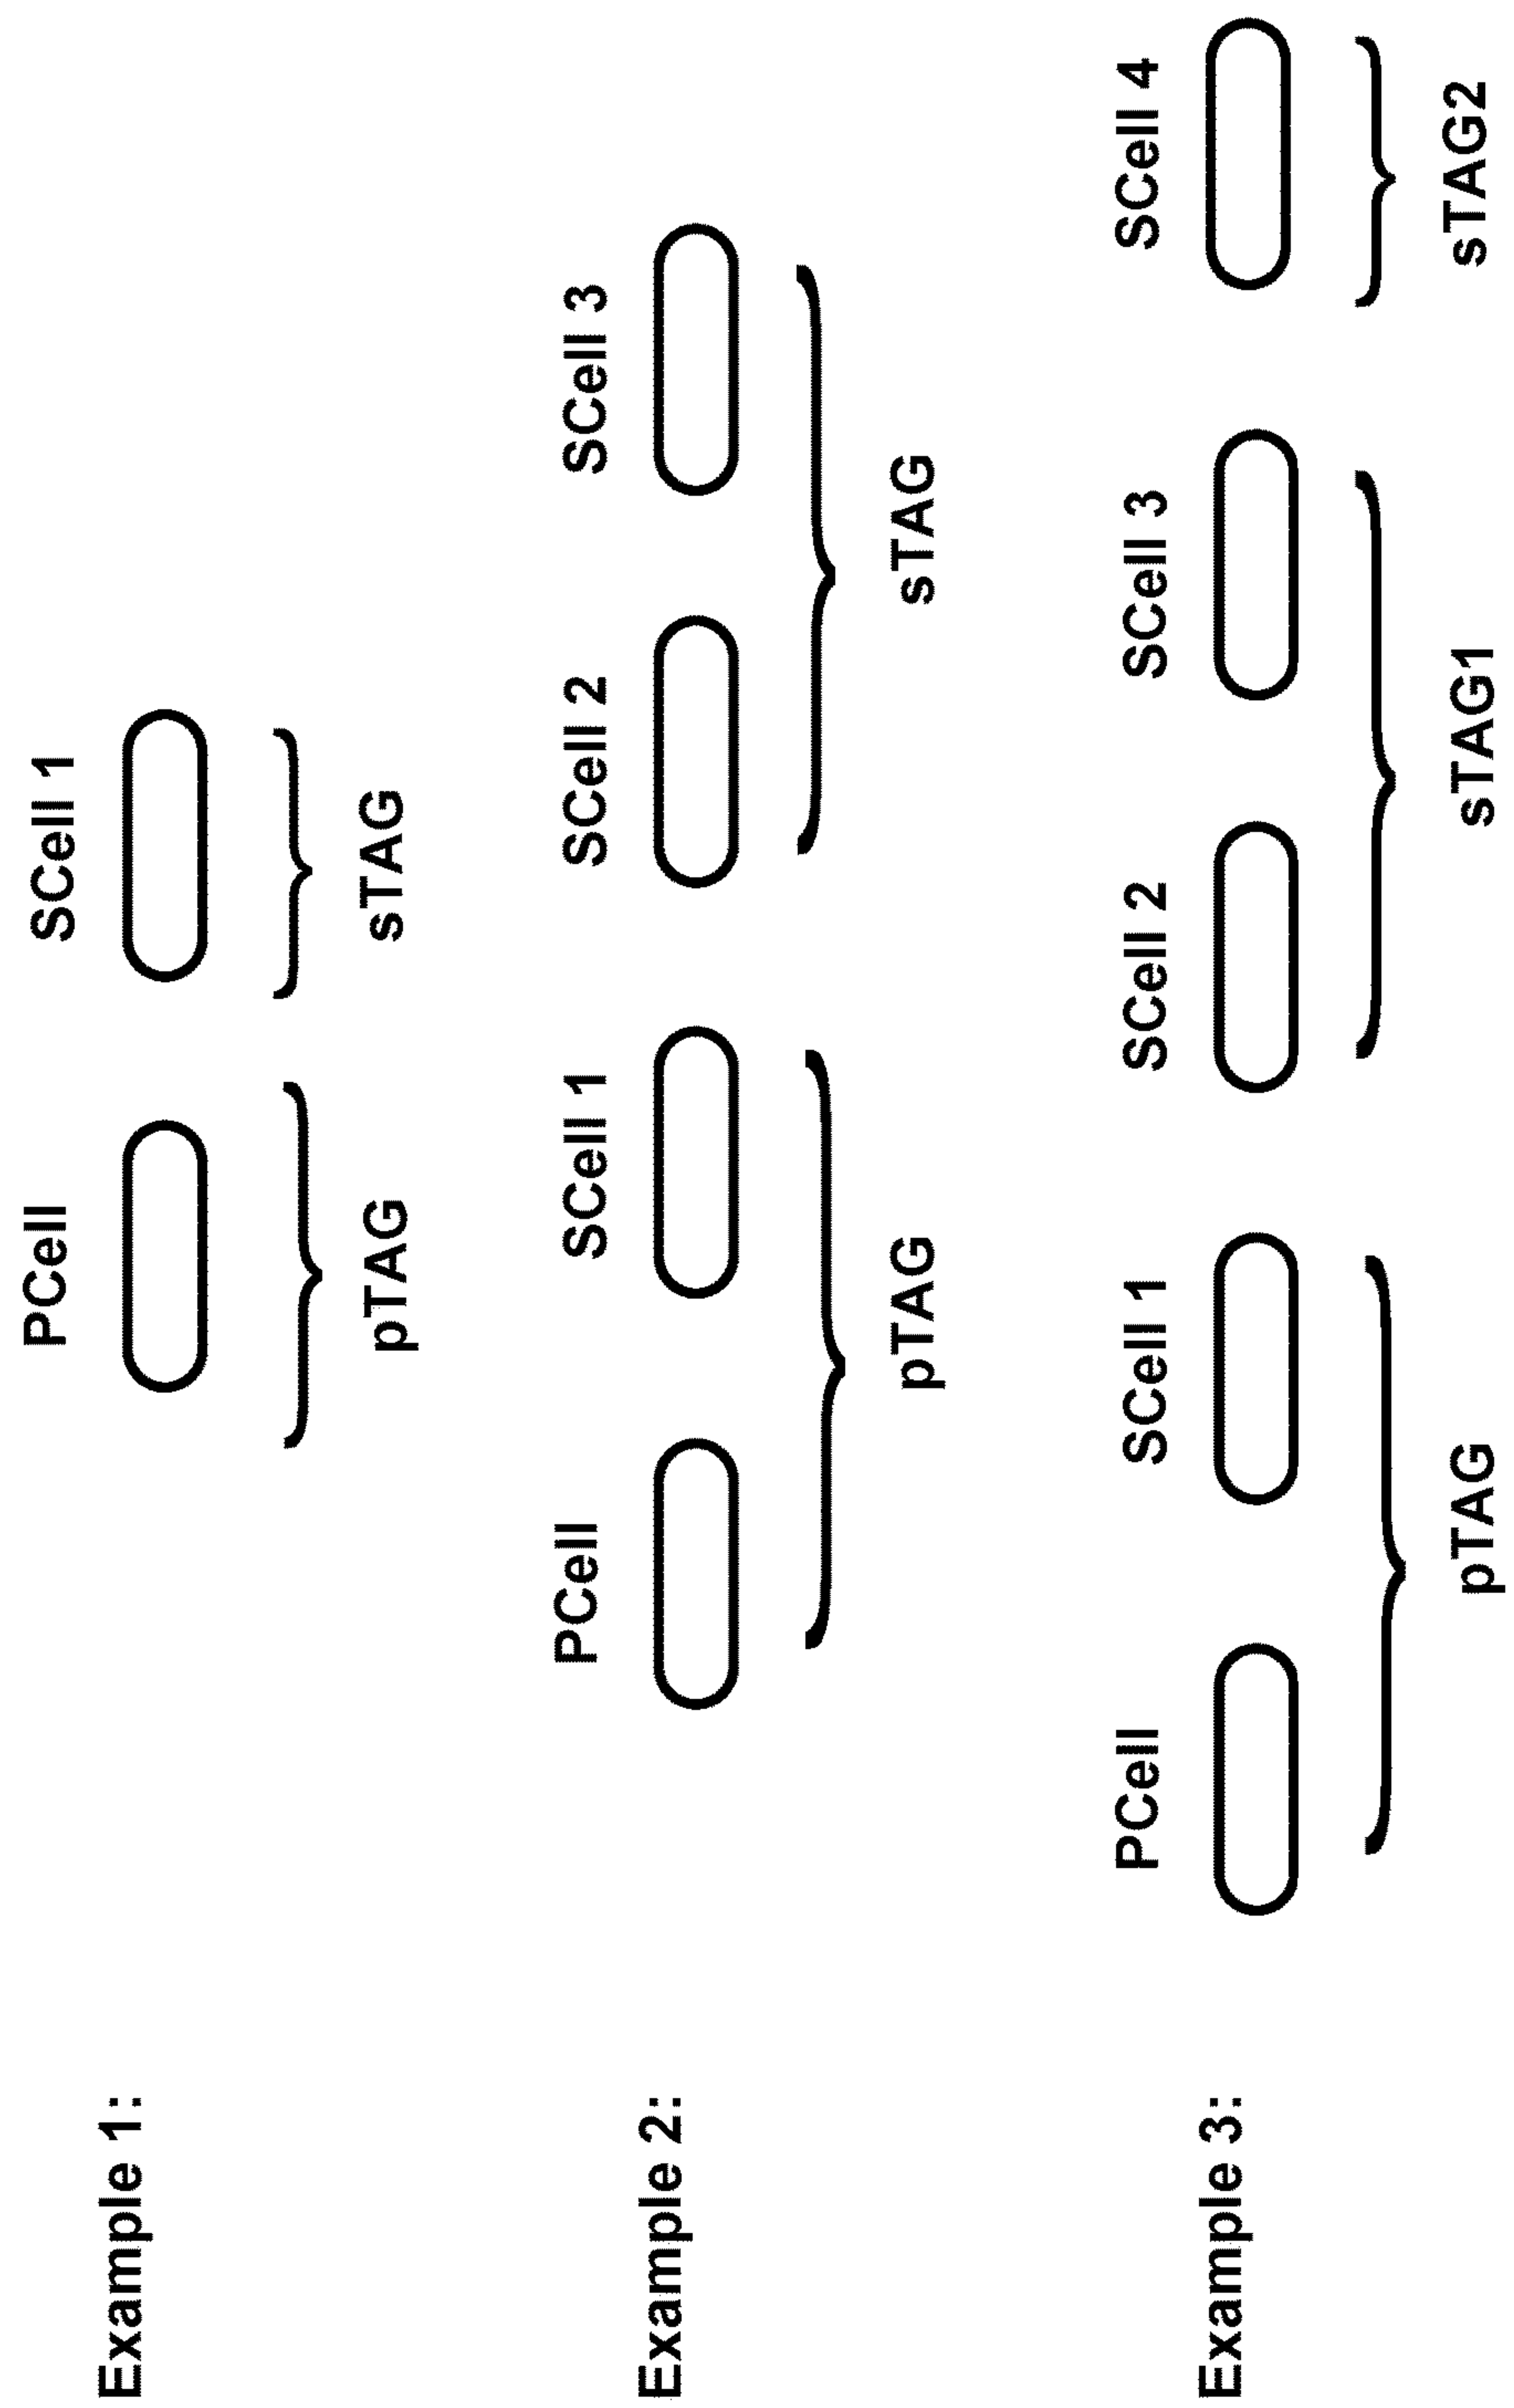 Example 1:
PCell SCell 1
pTAG sTAG
Example 2:
PCell SCell 1 SCell 2 SCell 3
pTAG sTAG
Example 3:
PCell SCell 1 SCell 2 SCell 3 SCell 4
pTAG sTAG1 sTAG2